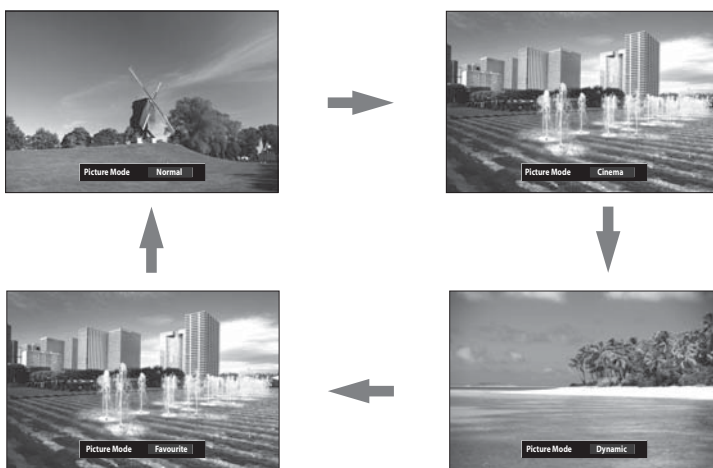 Picture Mode Normal
Picture Mode Cinema
Picture Mode Favourite
Picture Mode Dynamic